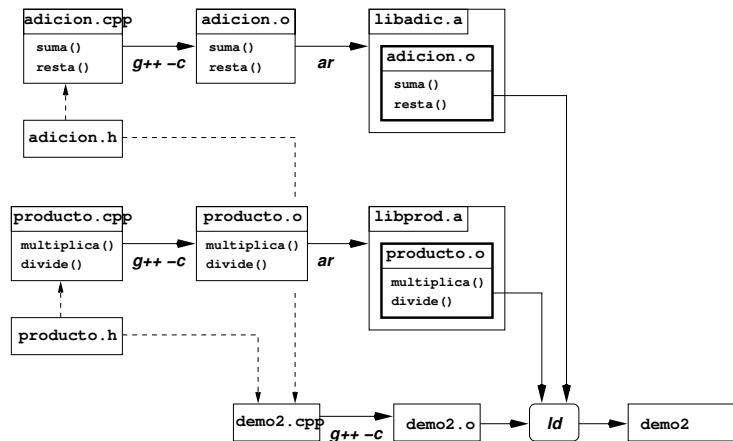 adicion.cpp
suma()
resta()
g++ -c
adicion.o
suma()
resta()
ar
libadic.a
adicion.o
suma()
resta()
adicion.h
producto.cpp
multiplica()
divide()
g++ -c
producto.o
multiplica()
divide()
ar
libprod.a
producto.o
multiplica()
divide()
producto.h
demo2.cpp
g++ -c
demo2.o
ld
demo2